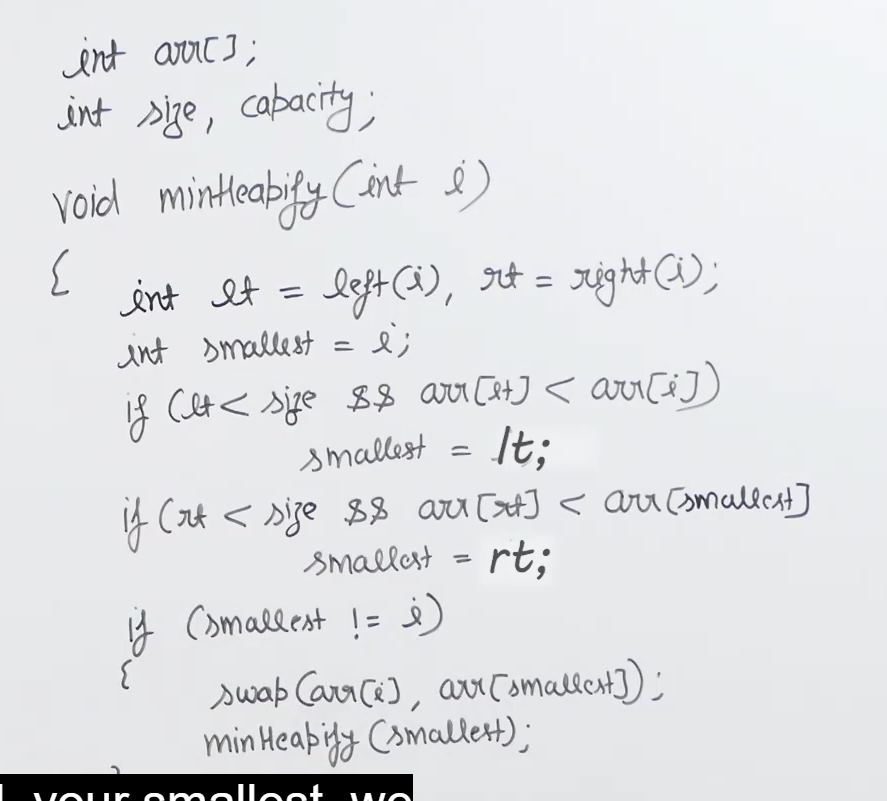 int arr[];
int size, capacity;
void minHeapify(int i)
{
int lt = left(i), rt = right(i);
int smallest = i;
if (lt < size && arr[lt] < arr[i])
smallest = lt;
if (rt < size && arr[rt] < arr[smallest]
smallest = rt;
if (smallest != i)
{
swap(arr[i], arr[smallest]);
minHeapify(smallest);
your smallest, we